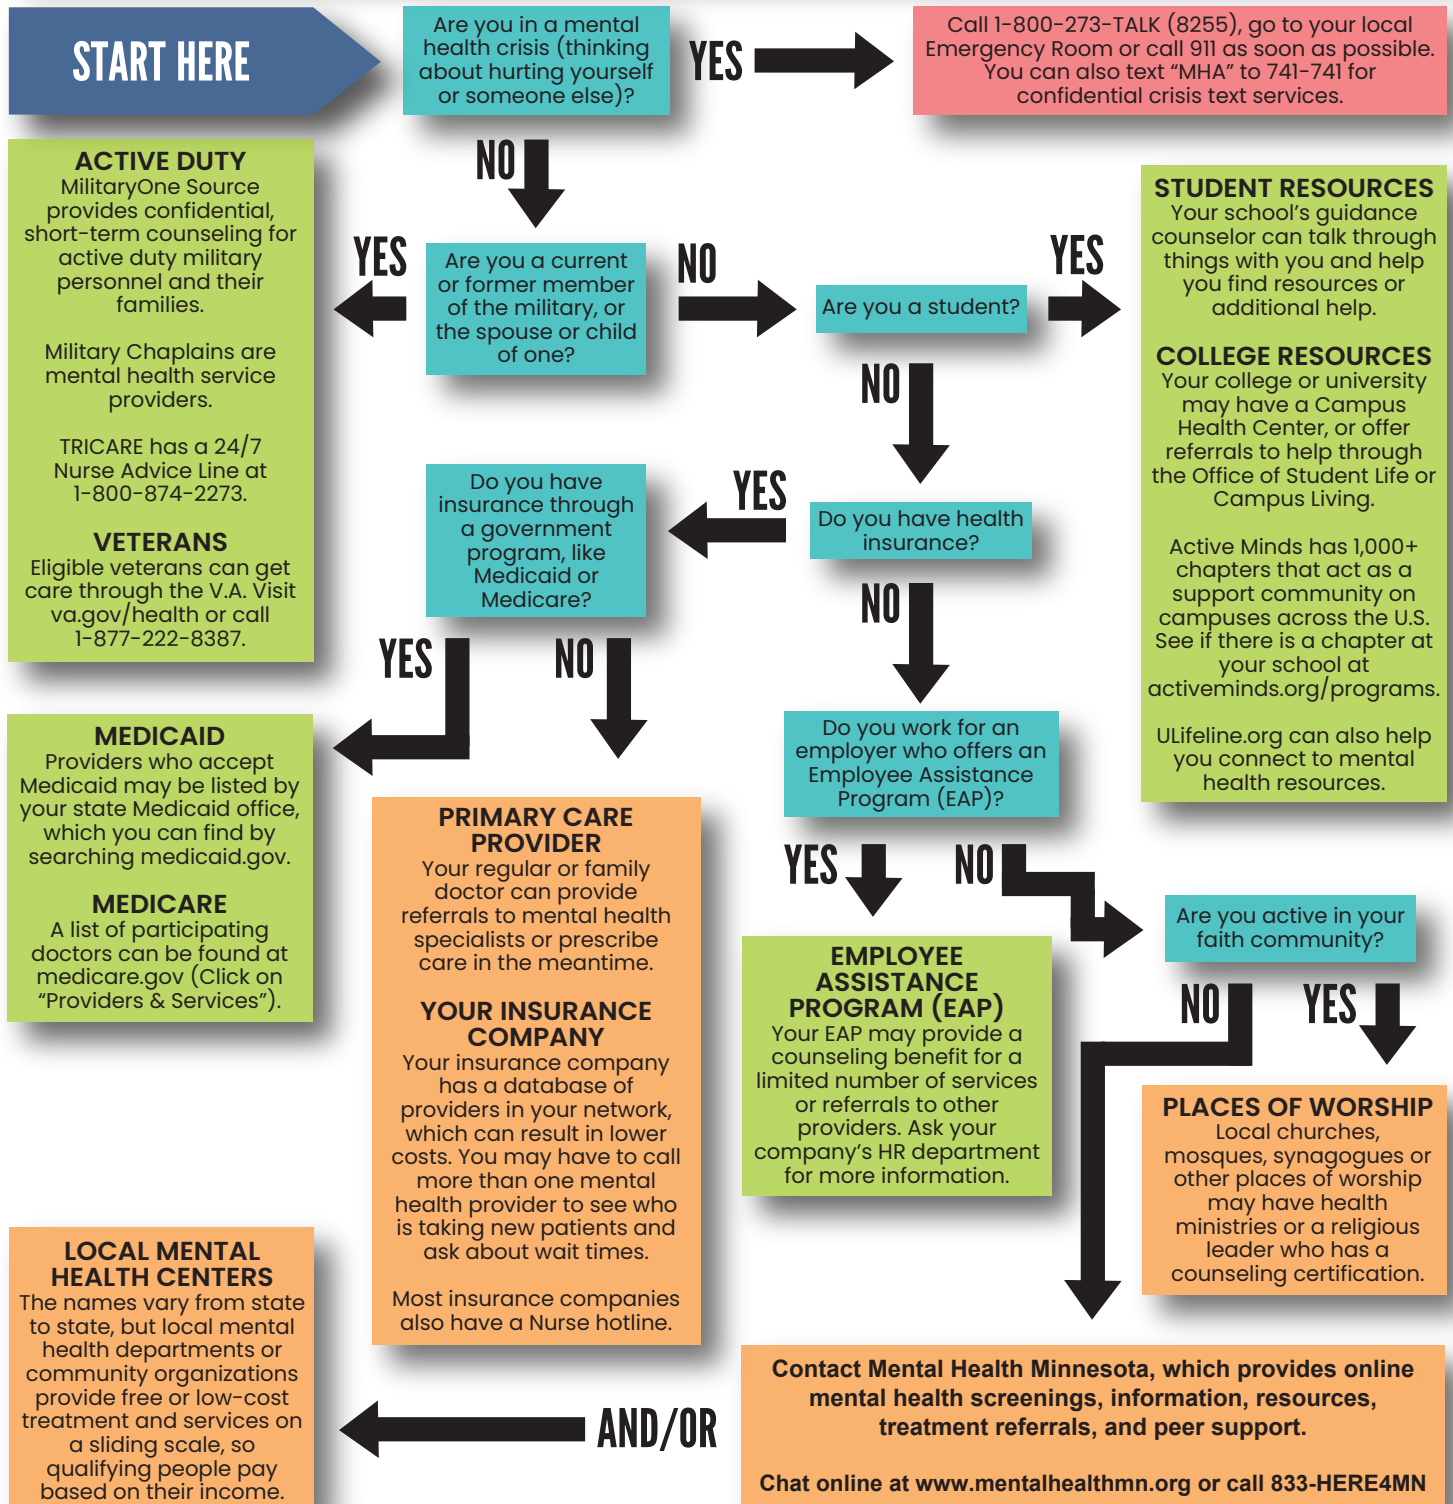 START HERE
Are you in a mental
health crisis (thinking
about hurting yourself
or someone else)?
YES
Call 1-800-273-TALK (8255), go to your local
Emergency Room or call 911 as soon as possible.
You can also text “MHA” to 741-741 for
confidential crisis text services.
NO
ACTIVE DUTY
MilitaryOne Source
provides confidential,
short-term counseling for
active duty military
personnel and their
families.
Military Chaplains are
mental health service
providers.
TRICARE has a 24/7
Nurse Advice Line at
1-800-874-2273.
VETERANS
Eligible veterans can get
care through the V.A. Visit
va.gov/health or call
1-877-222-8387.
YES
Are you a current
or former member
of the military, or
the spouse or child
of one?
NO
Are you a student?
YES
STUDENT RESOURCES
Your school’s guidance
counselor can talk through
things with you and help
you find resources or
additional help.
COLLEGE RESOURCES
Your college or university
may have a Campus
Health Center, or offer
referrals to help through
the Office of Student Life or
Campus Living.
Active Minds has 1,000+
chapters that act as a
support community on
campuses across the U.S.
See if there is a chapter at
your school at
activeminds.org/programs.
ULifeline.org can also help
you connect to mental
health resources.
NO
Do you have health
insurance?
YES
Do you have
insurance through
a government
program, like
Medicaid or
Medicare?
YES
NO
MEDICAID
Providers who accept
Medicaid may be listed by
your state Medicaid office,
which you can find by
searching medicaid.gov.
MEDICARE
A list of participating
doctors can be found at
medicare.gov (Click on
“Providers & Services”).
PRIMARY CARE
PROVIDER
Your regular or family
doctor can provide
referrals to mental health
specialists or prescribe
care in the meantime.
YOUR INSURANCE
COMPANY
Your insurance company
has a database of
providers in your network,
which can result in lower
costs. You may have to call
more than one mental
health provider to see who
is taking new patients and
ask about wait times.
Most insurance companies
also have a Nurse hotline.
NO
Do you work for an
employer who offers an
Employee Assistance
Program (EAP)?
YES
NO
EMPLOYEE
ASSISTANCE
PROGRAM (EAP)
Your EAP may provide a
counseling benefit for a
limited number of services
or referrals to other
providers. Ask your
company’s HR department
for more information.
Are you active in your
faith community?
NO
YES
PLACES OF WORSHIP
Local churches,
mosques, synagogues or
other places of worship
may have health
ministries or a religious
leader who has a
counseling certification.
Contact Mental Health Minnesota, which provides online
mental health screenings, information, resources,
treatment referrals, and peer support.
Chat online at www.mentalhealthmn.org or call 833-HERE4MN
AND/OR
LOCAL MENTAL
HEALTH CENTERS
The names vary from state
to state, but local mental
health departments or
community organizations
provide free or low-cost
treatment and services on
a sliding scale, so
qualifying people pay
based on their income.